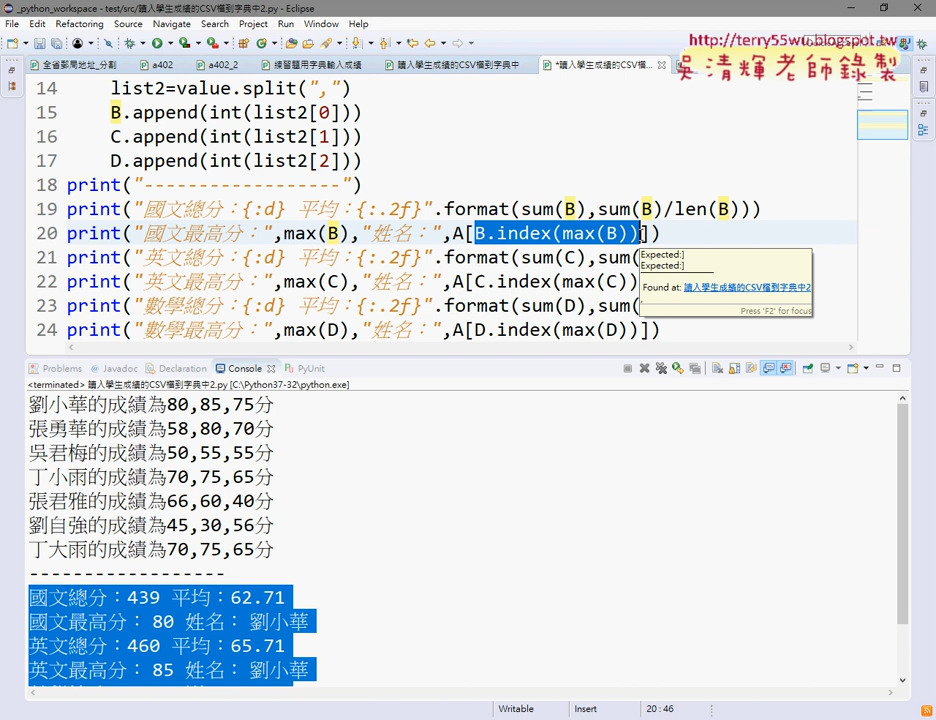 _python_workspace - test/src/讀入學生成績的CSV檔到字典中2.py - Eclipse
File Edit Refactoring Source Navigate Search Project Run Window Help
http://terry55wu.blogspot.tw
吳清輝老師錄製
全省郵局地址_分割 a402 a402_2 練習題用字典輸入成績 讀入學生成績的CSV檔到字典中 *讀入學生成績的CSV檔...
14 list2=value.split(",")
15 B.append(int(list2[0]))
16 C.append(int(list2[1]))
17 D.append(int(list2[2]))
18 print("------------------")
19 print("國文總分：{:d} 平均：{:.2f}".format(sum(B),sum(B)/len(B)))
20 print("國文最高分：",max(B),"姓名：",A[B.index(max(B))])
21 print("英文總分：{:d} 平均：{:.2f}".format(sum(C),sum(
22 print("英文最高分：",max(C),"姓名：",A[C.index(max(C))
23 print("數學總分：{:d} 平均：{:.2f}".format(sum(D),sum(
24 print("數學最高分：",max(D),"姓名：",A[D.index(max(D))])
Expected:]
Expected:]
Found at: 讀入學生成績的CSV檔到字典中2
Press 'F2' for focus
Problems Javadoc Declaration Console PyUnit
<terminated> 讀入學生成績的CSV檔到字典中2.py [C:\Python37-32\python.exe]
劉小華的成績為80,85,75分
張勇華的成績為58,80,70分
吳君梅的成績為50,55,55分
丁小雨的成績為70,75,65分
張君雅的成績為66,60,40分
劉自強的成績為45,30,56分
丁大雨的成績為70,75,65分
------------------
國文總分：439 平均：62.71
國文最高分： 80 姓名： 劉小華
英文總分：460 平均：65.71
英文最高分： 85 姓名： 劉小華
Writable Insert 20 : 46